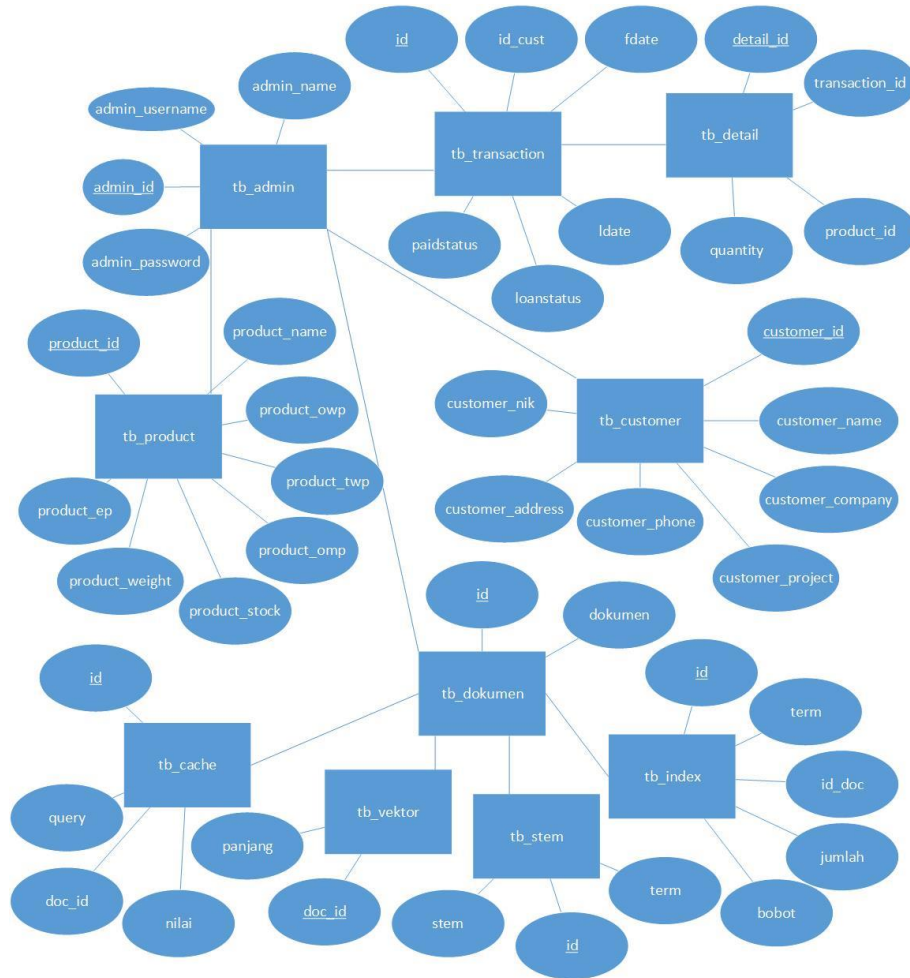 id
id_cust
fdate
detail_id
admin_name
transaction_id
admin_username
tb_transaction
tb_detail
tb_admin
admin_id
ldate
product_id
paidstatus
quantity
admin_password
loanstatus
product_name
customer_id
product_id
customer_nik
product_owp
tb_customer
customer_name
tb_product
product_twp
customer_company
product_ep
customer_address
customer_phone
product_omp
product_weight
customer_project
product_stock
id
dokumen
id
id
tb_dokumen
term
tb_cache
tb_index
id_doc
query
tb_vektor
tb_stem
panjang
jumlah
term
doc_id
nilai
doc_id
stem
id
bobot